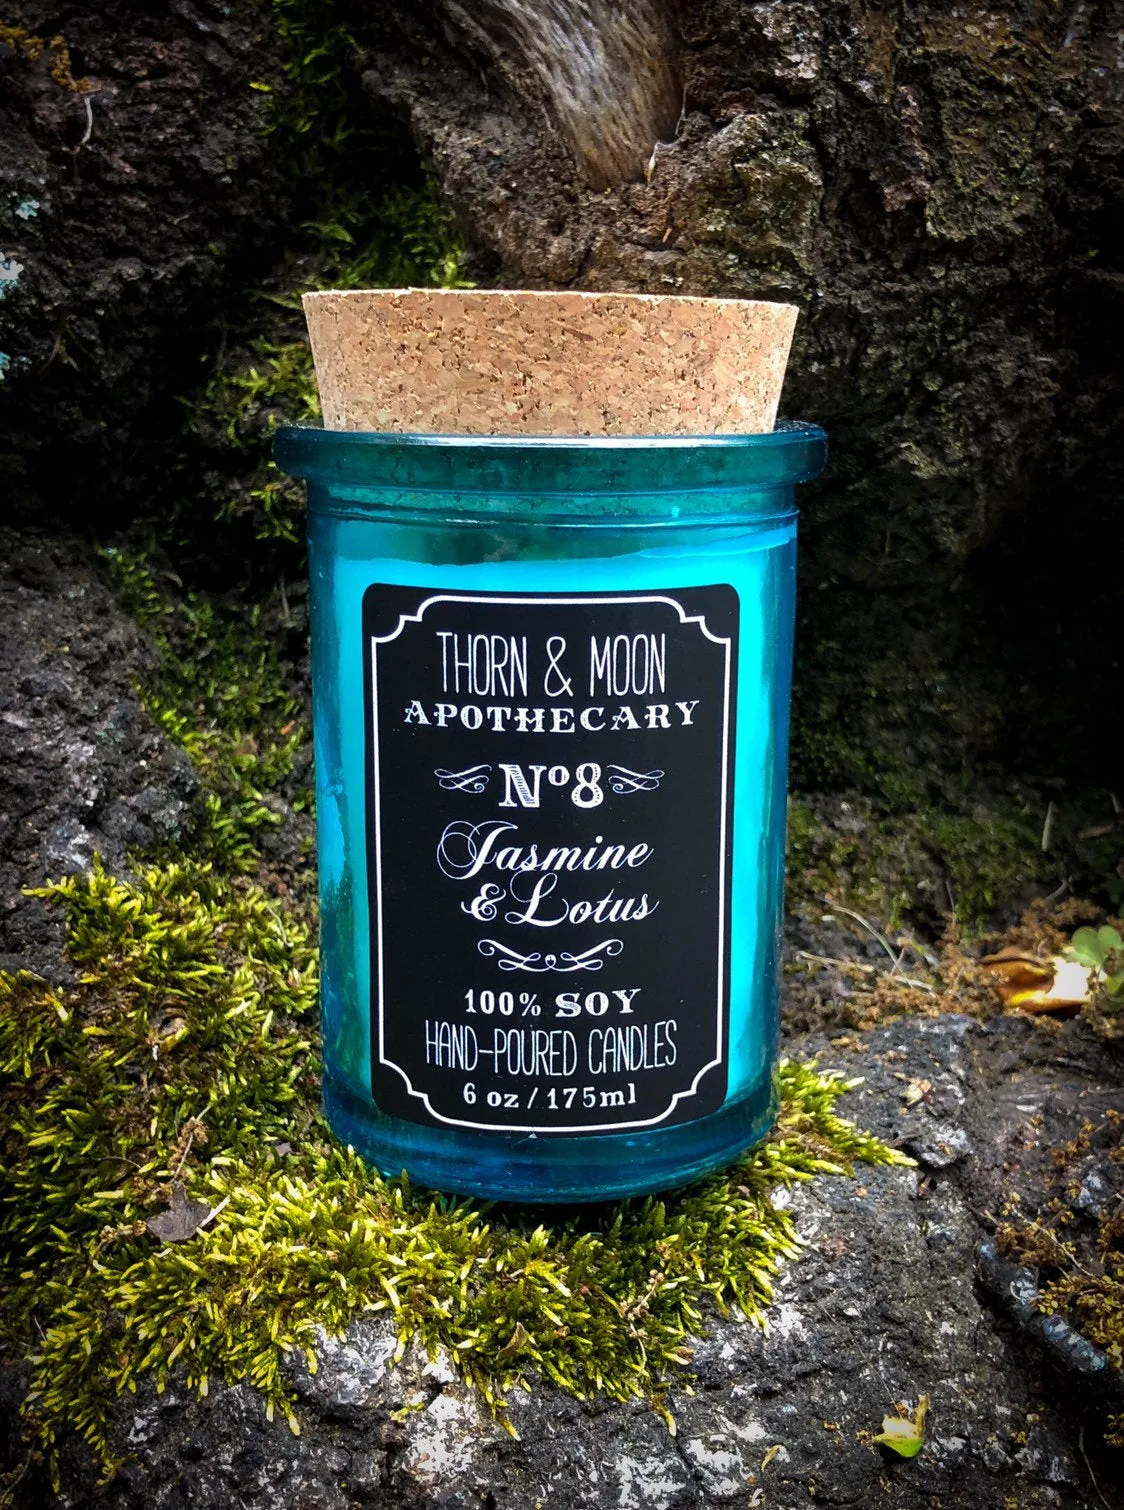 THORN & MOON
APOTHECARY
Nº8
Jasmine
& Lotus
100% SOY
HAND-POURED CANDLES
6 oz / 175ml